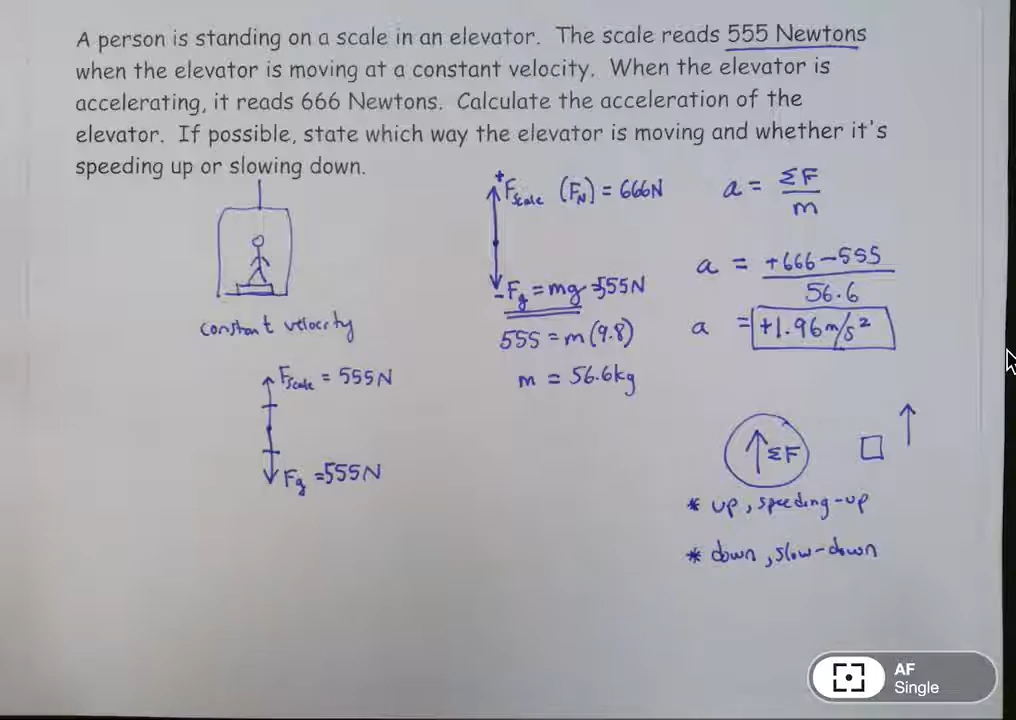 A person is standing on a scale in an elevator. The scale reads 555 Newtons
when the elevator is moving at a constant velocity. When the elevator is
accelerating, it reads 666 Newtons. Calculate the acceleration of the
elevator. If possible, state which way the elevator is moving and whether it's
speeding up or slowing down.
constant velocity
Fscale = 555N
Fg = 555N
+
Fscale (FN) = 666N
- Fg = mg = 555N
555 = m(9.8)
m = 56.6kg
a = ΣF
m
a = +666-555
56.6
a = +1.96m/s²
ΣF
* up, speeding-up
* down, slow-down
AF
Single